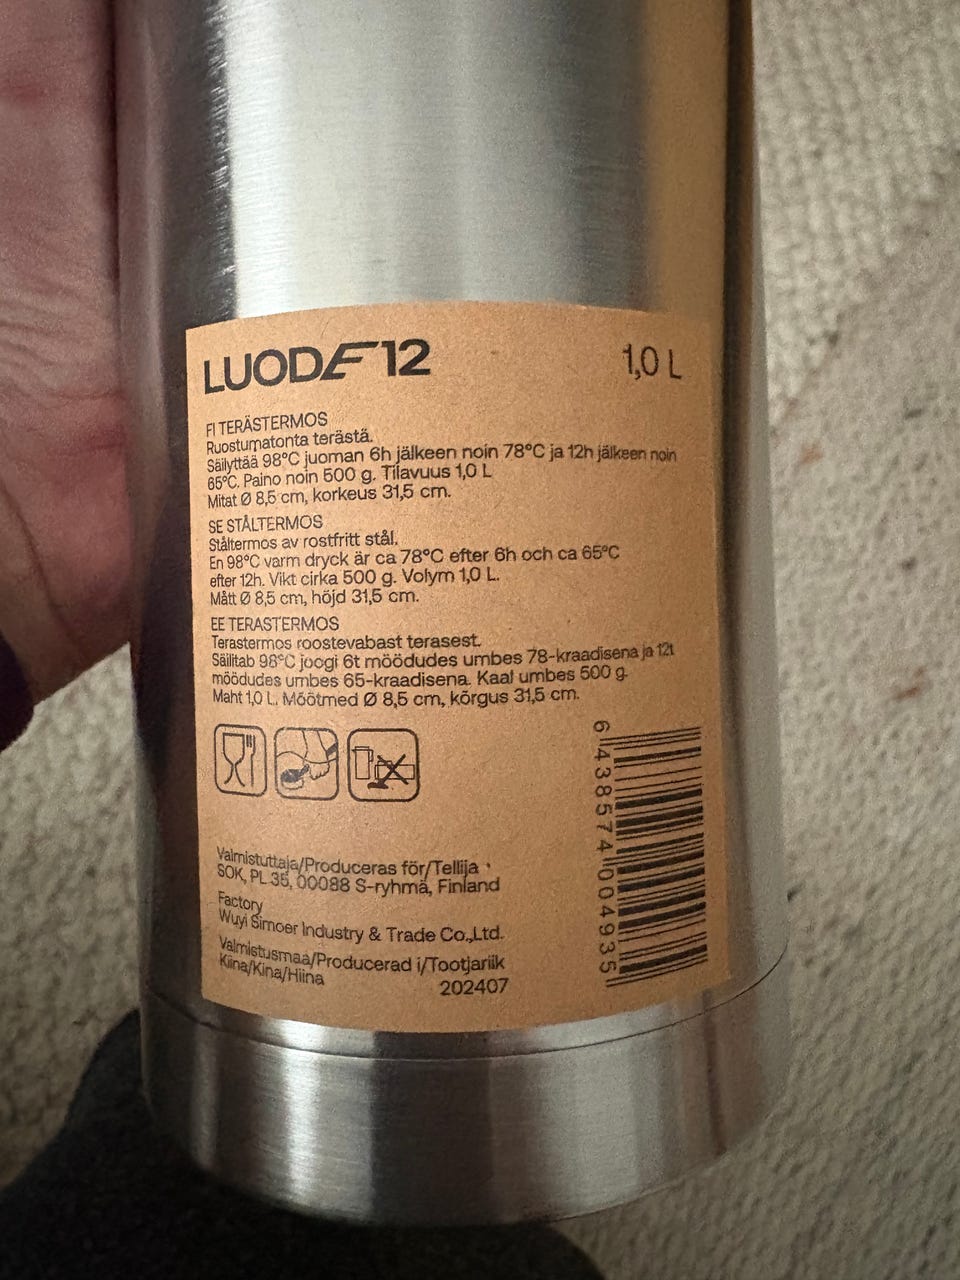 LUODE12
1,0 L
FI TERÄSTERMOS
Ruostumatonta terästä.
Säilyttää 98°C juoman 6h jälkeen noin 78°C ja 12h jälkeen noin
65°C. Paino noin 500 g. Tilavuus 1,0 L
Mitat Ø 8,5 cm, korkeus 31,5 cm.
SE STÅLTERMOS
Ståltermos av rostfritt stål.
En 98°C varm dryck är ca 78°C efter 6h och ca 65°C
efter 12h. Vikt cirka 500 g. Volym 1,0 L.
Mått Ø 8,5 cm, höjd 31,5 cm.
EE TERASTERMOS
Terastermos roostevabast terasest.
Säilitab 98°C joogi 6t möödudes umbes 78-kraadisena ja 12t
möödudes umbes 65-kraadisena. Kaal umbes 500 g.
Maht 1,0 L. Mõõtmed Ø 8,5 cm, kõrgus 31,5 cm.
6 438574 004935
Valmistuttaja/Produceras för/Tellija
SOK, PL 35, 00088 S-ryhmä, Finland
Factory
Wuyi Simoer Industry & Trade Co.,Ltd.
Valmistusmaa/Producerad i/Tootjariik
Kiina/Kina/Hiina
202407